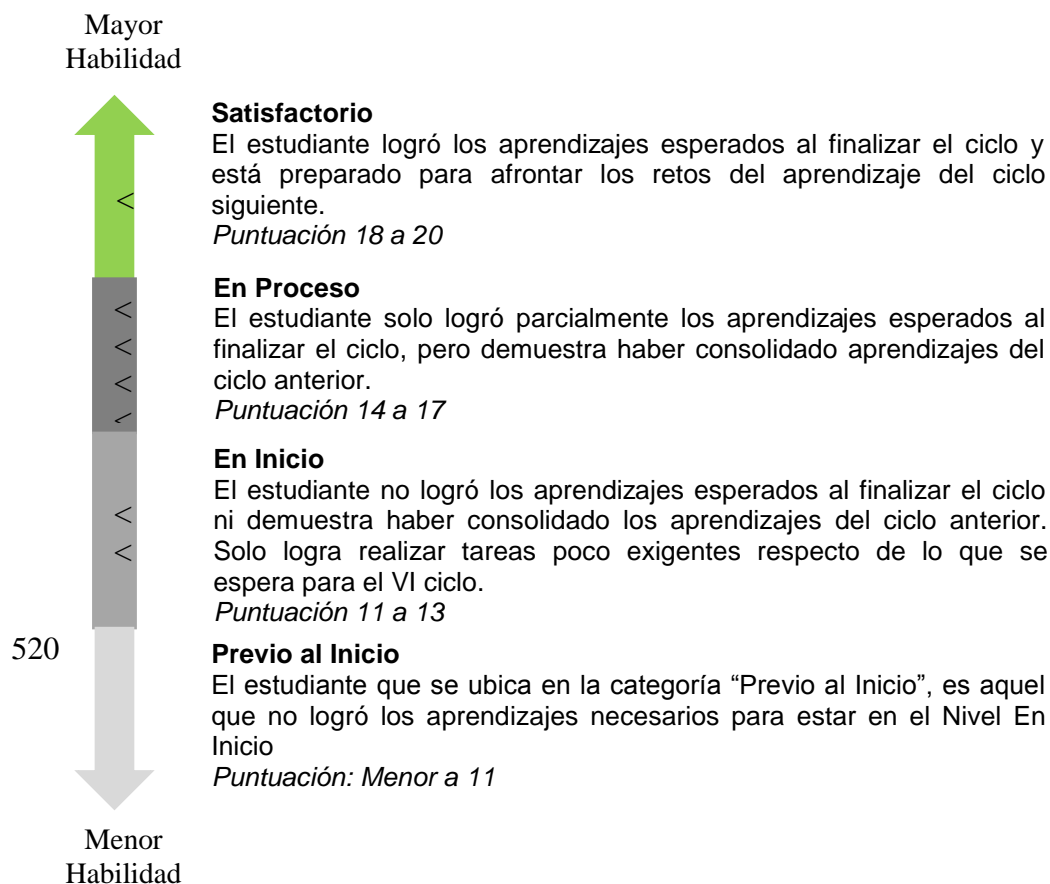 Mayor
Habilidad
Satisfactorio
El estudiante logró los aprendizajes esperados al finalizar el ciclo y
está preparado para afrontar los retos del aprendizaje del ciclo
siguiente.
<
Puntuación 18 a 20
En Proceso
<
El estudiante solo logró parcialmente los aprendizajes esperados al
<
finalizar el ciclo, pero demuestra haber consolidado aprendizajes del
<
ciclo anterior.
<
Puntuación 14 a 17
En Inicio
El estudiante no logró los aprendizajes esperados al finalizar el ciclo
<
ni demuestra haber consolidado los aprendizajes del ciclo anterior.
<
Solo logra realizar tareas poco exigentes respecto de lo que se
espera para el VI ciclo.
Puntuación 11 a 13
520
Previo al Inicio
El estudiante que se ubica en la categoría “Previo al Inicio”, es aquel
que no logró los aprendizajes necesarios para estar en el Nivel En
Inicio
Puntuación: Menor a 11
Menor
Habilidad